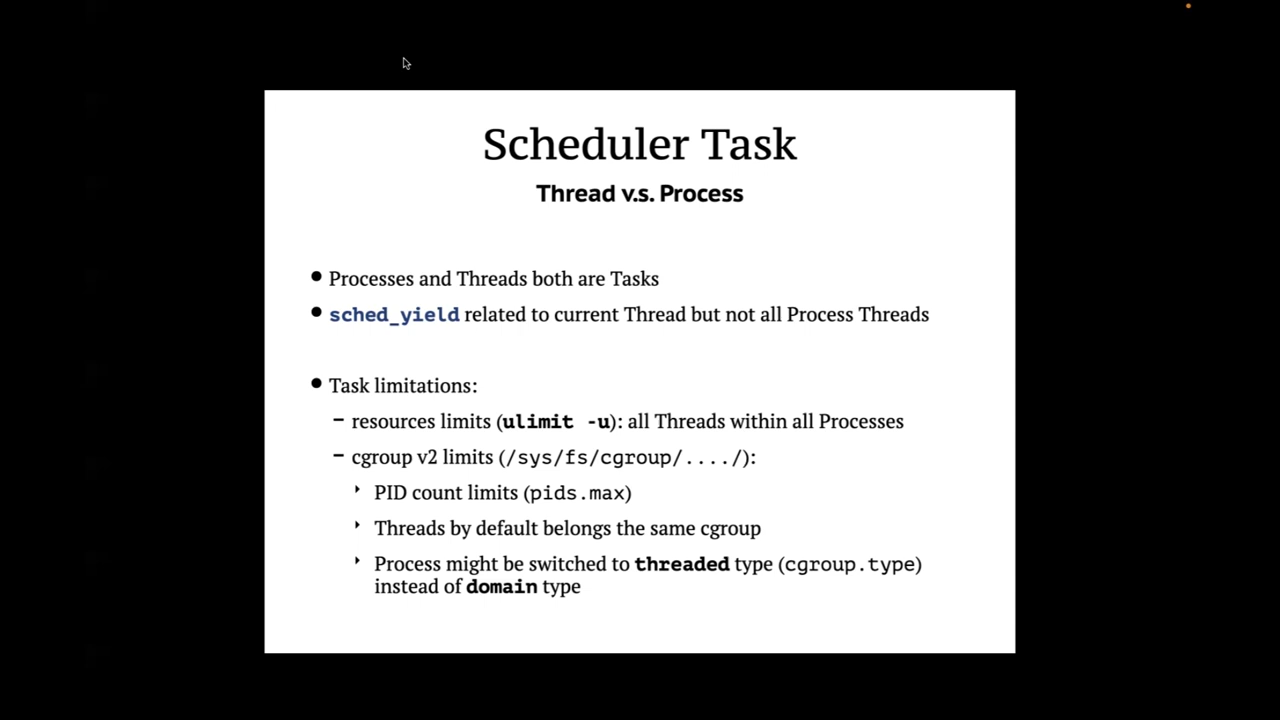 Scheduler Task
Thread v.s. Process
● Processes and Threads both are Tasks
● sched_yield related to current Thread but not all Process Threads
● Task limitations:
– resources limits (ulimit -u): all Threads within all Processes
– cgroup v2 limits (/sys/fs/cgroup/..../):
‣ PID count limits (pids.max)
‣ Threads by default belongs the same cgroup
‣ Process might be switched to threaded type (cgroup.type)
instead of domain type